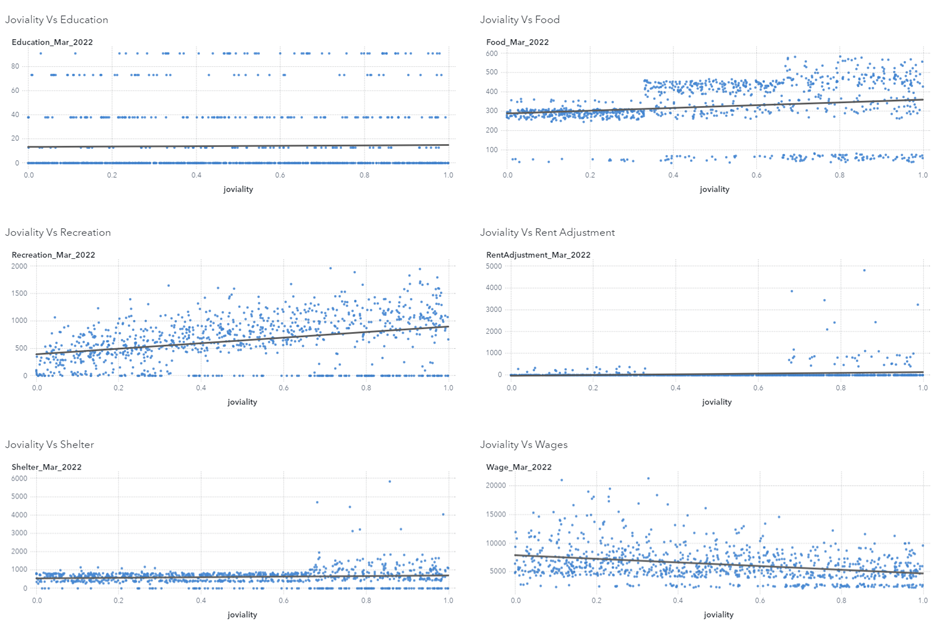 Joviality Vs Education
Education_Mar_2022
80
60
40
20
0
0.0 0.2 0.4 0.6 0.8 1.0
joviality
Joviality Vs Food
Food_Mar_2022
600
500
400
300
200
100
0.0 0.2 0.4 0.6 0.8 1.0
joviality
Joviality Vs Recreation
Recreation_Mar_2022
2000
1500
1000
500
0
0.0 0.2 0.4 0.6 0.8 1.0
joviality
Joviality Vs Rent Adjustment
RentAdjustment_Mar_2022
5000
4000
3000
2000
1000
0
0.0 0.2 0.4 0.6 0.8 1.0
joviality
Joviality Vs Shelter
Shelter_Mar_2022
6000
5000
4000
3000
2000
1000
0
0.0 0.2 0.4 0.6 0.8 1.0
joviality
Joviality Vs Wages
Wage_Mar_2022
20000
15000
10000
5000
0.0 0.2 0.4 0.6 0.8 1.0
joviality